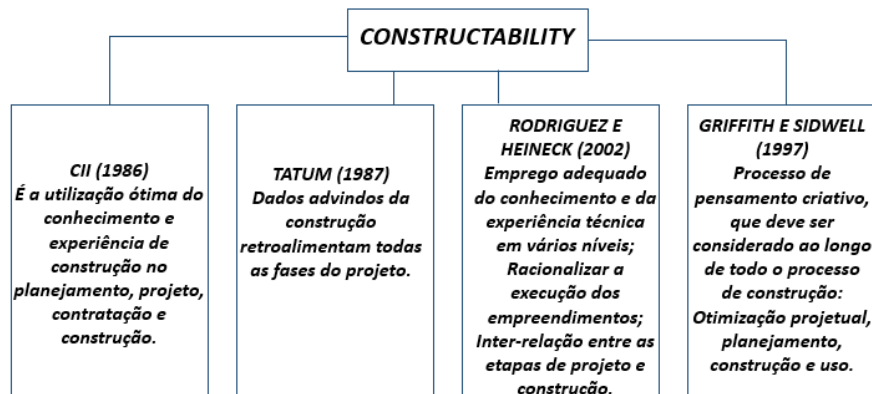 CONSTRUCTABILITY
CII (1986)
É a utilização ótima do
conhecimento e
experiência de
construção no
planejamento, projeto,
contratação e
construção.
TATUM (1987)
Dados advindos da
construção
retroalimentam todas
as fases do projeto.
RODRIGUEZ E
HEINECK (2002)
Emprego adequado
do conhecimento e da
experiência técnica
em vários níveis;
Racionalizar a
execução dos
empreendimentos;
Inter-relação entre as
etapas de projeto e
construção.
GRIFFITH E SIDWELL
(1997)
Processo de
pensamento criativo,
que deve ser
considerado ao longo
de todo o processo
de construção:
Otimização projetual,
planejamento,
construção e uso.